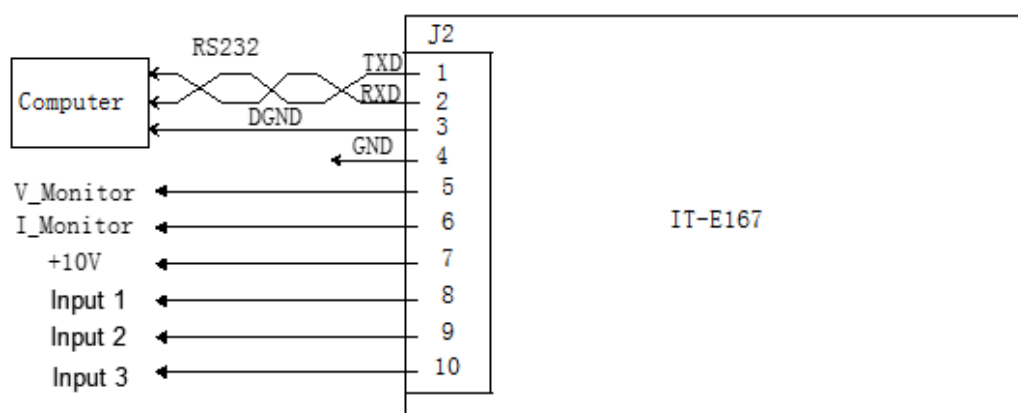 J2
RS232
TXD
1
Computer
RXD
2
DGND
3
GND
4
V_Monitor
5
I_Monitor
6
IT-E167
+10V
7
Input 1
8
Input 2
9
Input 3
10